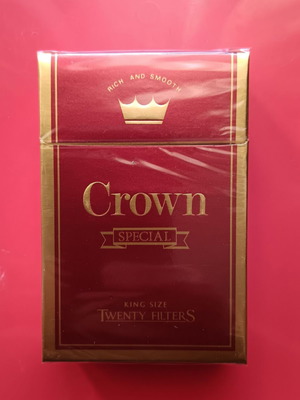 RICH AND SMOOTH
Crown
SPECIAL
KING SIZE
TWENTY FILTERS